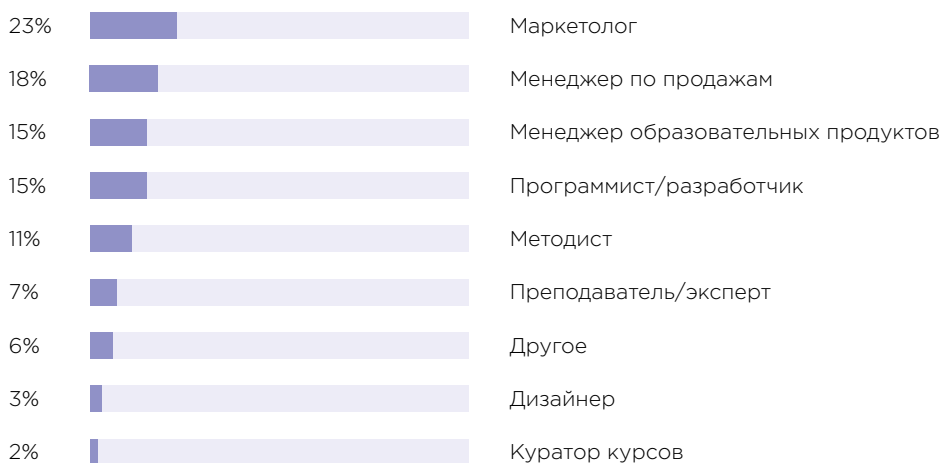 23% Маркетолог
18% Менеджер по продажам
15% Менеджер образовательных продуктов
15% Программист/разработчик
11% Методист
7% Преподаватель/эксперт
6% Другое
3% Дизайнер
2% Куратор курсов